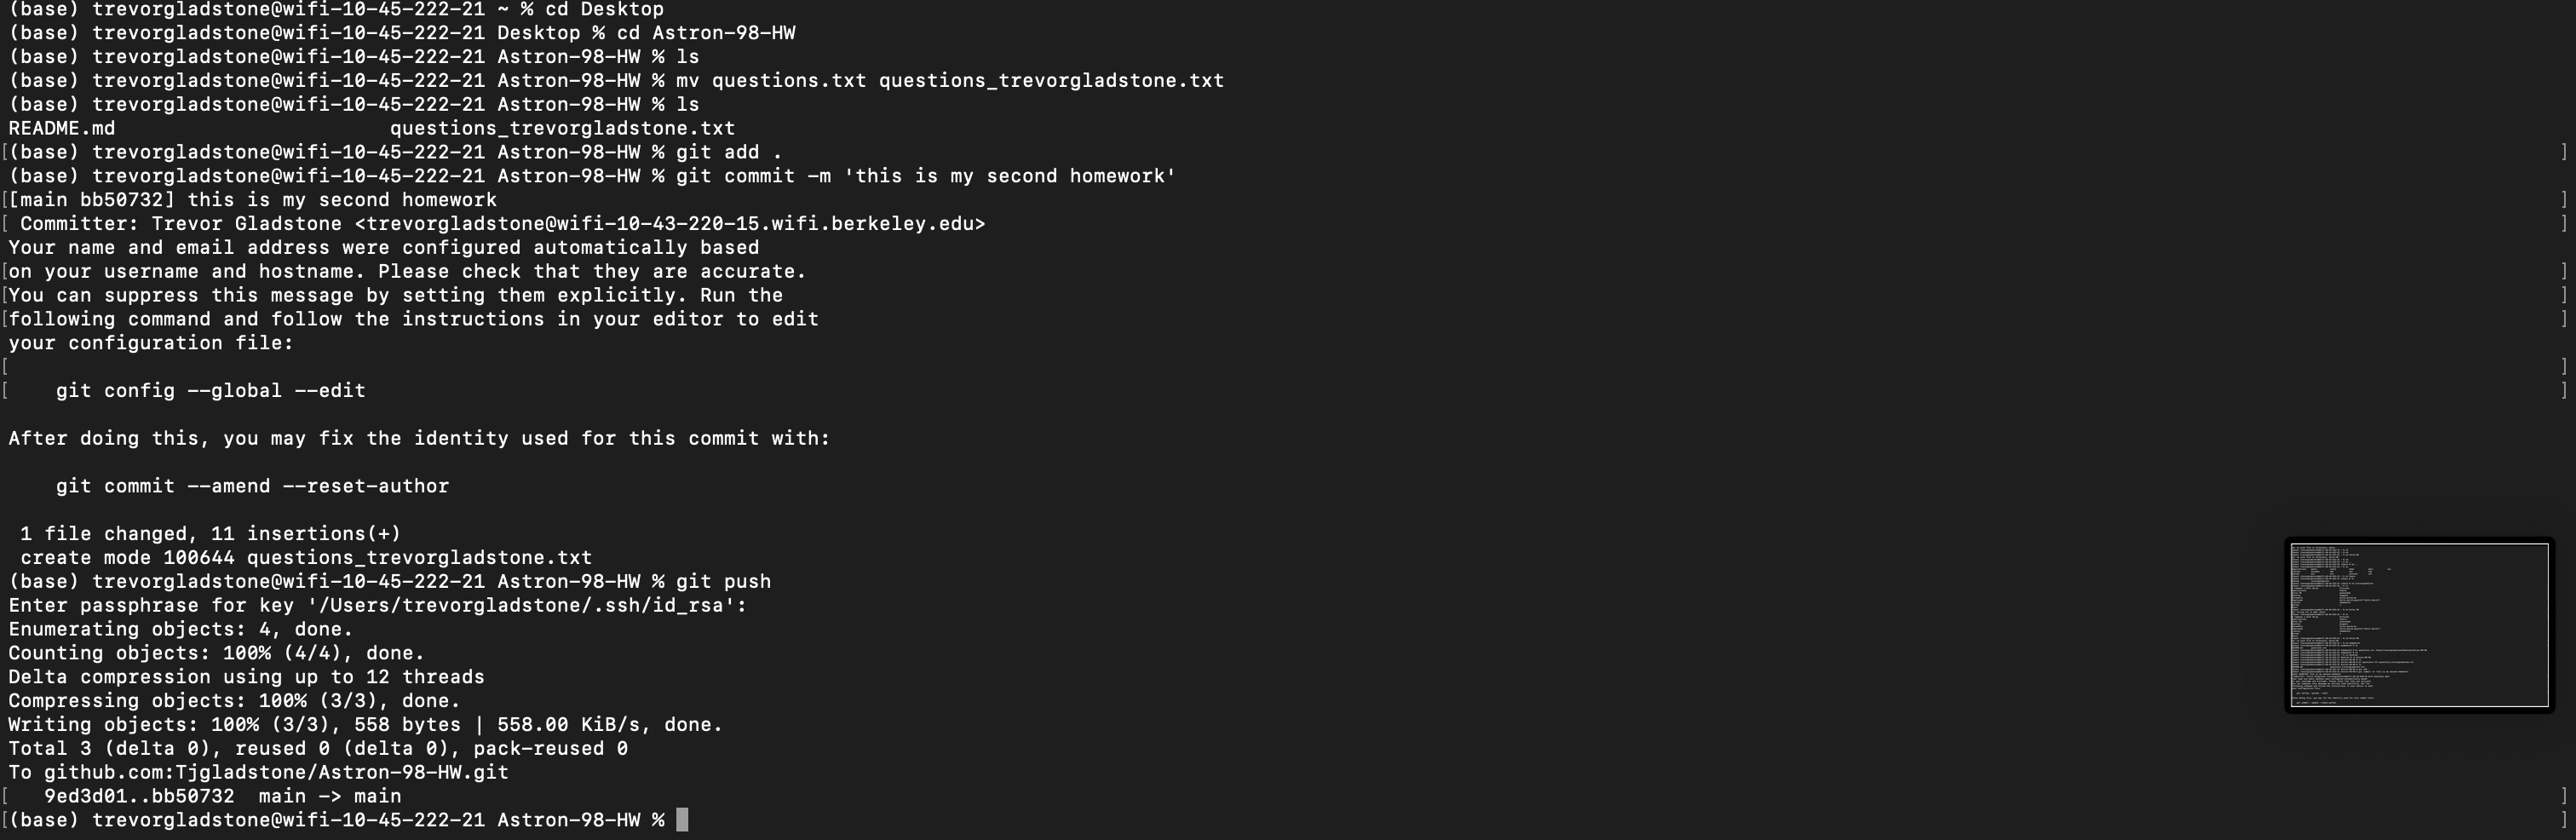 (base) trevorgladstone@wifi-10-45-222-21 ~ % cd Desktop
(base) trevorgladstone@wifi-10-45-222-21 Desktop % cd Astron-98-HW
(base) trevorgladstone@wifi-10-45-222-21 Astron-98-HW % ls
(base) trevorgladstone@wifi-10-45-222-21 Astron-98-HW % mv questions.txt questions_trevorgladstone.txt
(base) trevorgladstone@wifi-10-45-222-21 Astron-98-HW % ls
README.md questions_trevorgladstone.txt
[(base) trevorgladstone@wifi-10-45-222-21 Astron-98-HW % git add . ]
(base) trevorgladstone@wifi-10-45-222-21 Astron-98-HW % git commit -m 'this is my second homework'
[[main bb50732] this is my second homework ]
[ Committer: Trevor Gladstone <trevorgladstone@wifi-10-43-220-15.wifi.berkeley.edu> ]
Your name and email address were configured automatically based
[on your username and hostname. Please check that they are accurate. ]
[You can suppress this message by setting them explicitly. Run the ]
[following command and follow the instructions in your editor to edit ]
your configuration file:
[ ]
[ git config --global --edit ]
After doing this, you may fix the identity used for this commit with:
git commit --amend --reset-author
1 file changed, 11 insertions(+)
create mode 100644 questions_trevorgladstone.txt
(base) trevorgladstone@wifi-10-45-222-21 Astron-98-HW % git push
Enter passphrase for key '/Users/trevorgladstone/.ssh/id_rsa':
Enumerating objects: 4, done.
Counting objects: 100% (4/4), done.
Delta compression using up to 12 threads
Compressing objects: 100% (3/3), done.
Writing objects: 100% (3/3), 558 bytes | 558.00 KiB/s, done.
Total 3 (delta 0), reused 0 (delta 0), pack-reused 0
To github.com:Tjgladstone/Astron-98-HW.git
[ 9ed3d01..bb50732 main -> main ]
[(base) trevorgladstone@wifi-10-45-222-21 Astron-98-HW % ]